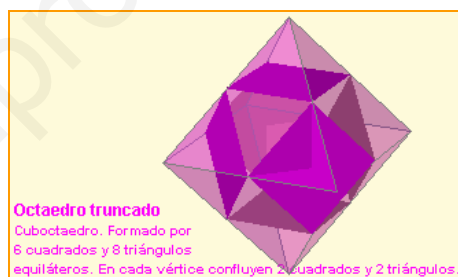 Octaedro truncado
Cuboctaedro. Formado por
6 cuadrados y 8 triángulos
equiláteros. En cada vértice confluyen 2 cuadrados y 2 triángulos.